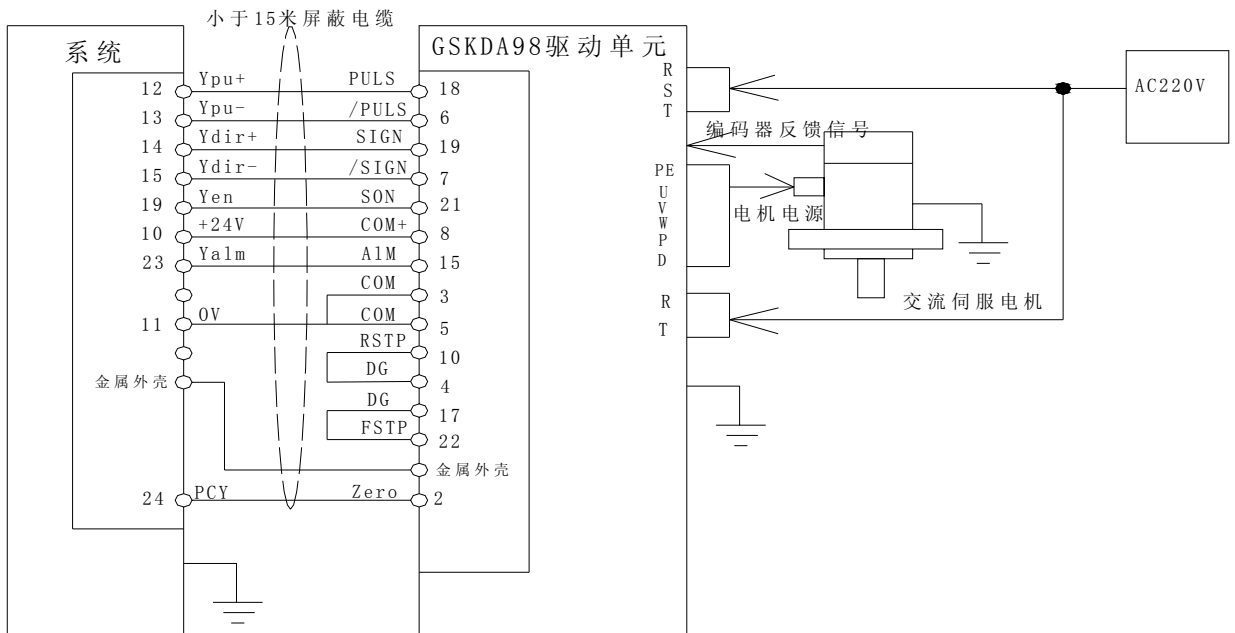 小于15米屏蔽电缆
系统
GSKDA98驱动单元
12 Ypu+ PULS 18
13 Ypu- /PULS 6
14 Ydir+ SIGN 19
15 Ydir- /SIGN 7
19 Yen SON 21
10 +24V COM+ 8
23 Yalm AlM 15
COM 3
11 0V COM 5
RSTP 10
DG 4
DG 17
FSTP 22
金属外壳
金属外壳
24 PCY Zero 2
R
S
T
AC220V
编码器反馈信号
PE
U
V
W
P
D
电机电源
R
T
交流伺服电机